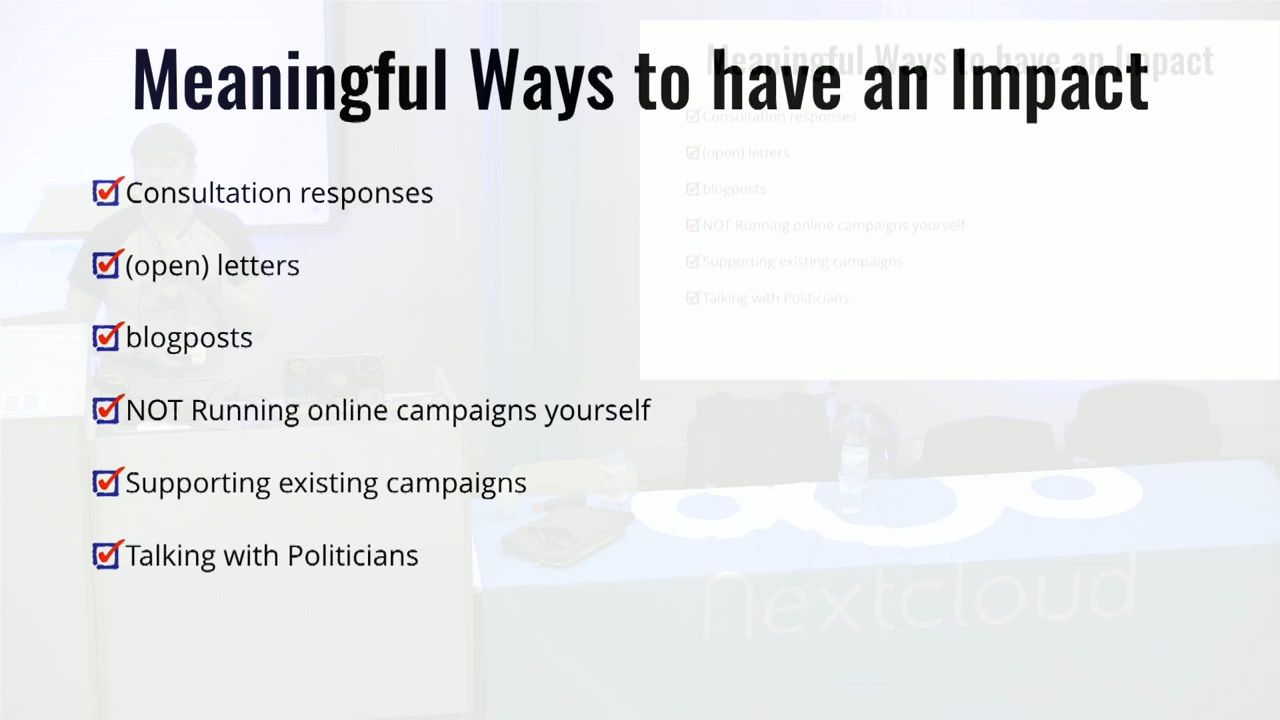 Meaningful Ways to have an Impact
Consultation responses
(open) letters
blogposts
NOT Running online campaigns yourself
Supporting existing campaigns
Talking with Politicians
Meaningful Ways to have an Impact
Consultation responses
(open) letters
blogposts
NOT Running online campaigns yourself
Supporting existing campaigns
Talking with Politicians
nextcloud